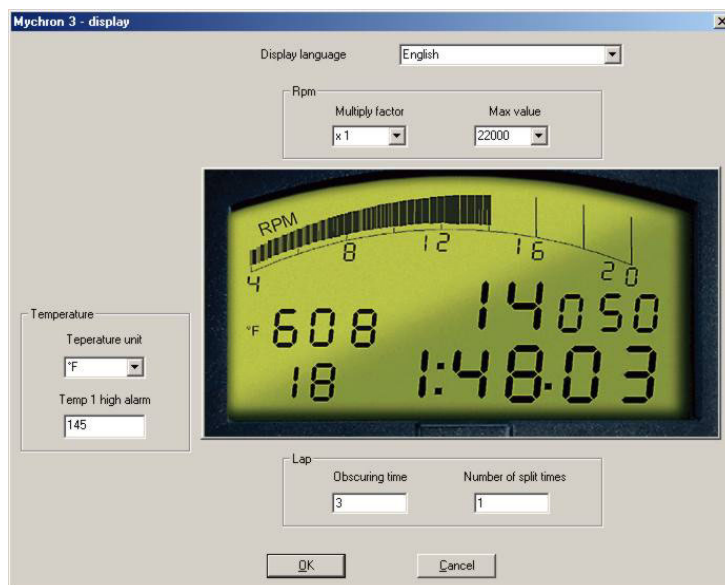 Mychron 3 - display
Display language English
Rpm
Multiply factor Max value
x 1 22000
RPM
4 8 12 16 20
Temperature
Teperature unit
°F
Temp 1 high alarm
145
°F 608 14050
18 1:48.03
Lap
Obscuring time Number of split times
3 1
OK Cancel